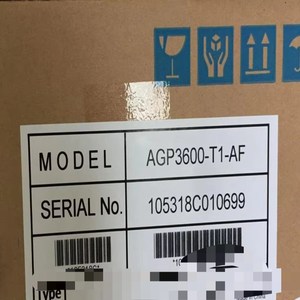 MODEL AGP3600-T1-AF
SERIAL No. 105318C010699
Type